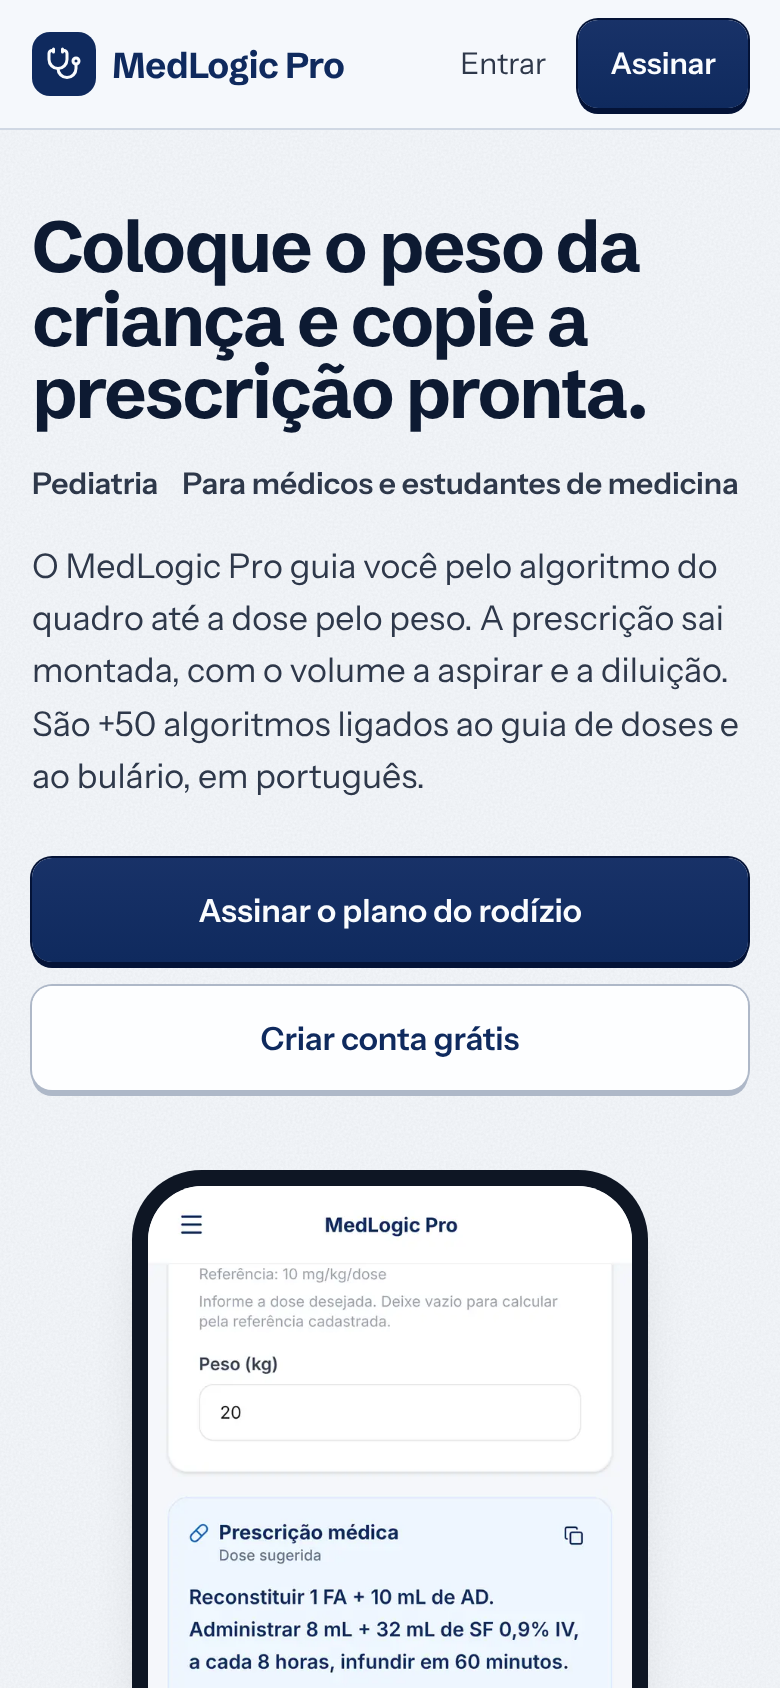 MedLogic Pro
Entrar
Assinar
Coloque o peso da
criança e copie a
prescrição pronta.
Pediatria Para médicos e estudantes de medicina
O MedLogic Pro guia você pelo algoritmo do
quadro até a dose pelo peso. A prescrição sai
montada, com o volume a aspirar e a diluição.
São +50 algoritmos ligados ao guia de doses e
ao bulário, em português.
Assinar o plano do rodízio
Criar conta grátis
MedLogic Pro
Referência: 10 mg/kg/dose
Informe a dose desejada. Deixe vazio para calcular
pela referência cadastrada.
Peso (kg)
20
Prescrição médica
Dose sugerida
Reconstituir 1 FA + 10 mL de AD.
Administrar 8 mL + 32 mL de SF 0,9% IV,
a cada 8 horas, infundir em 60 minutos.